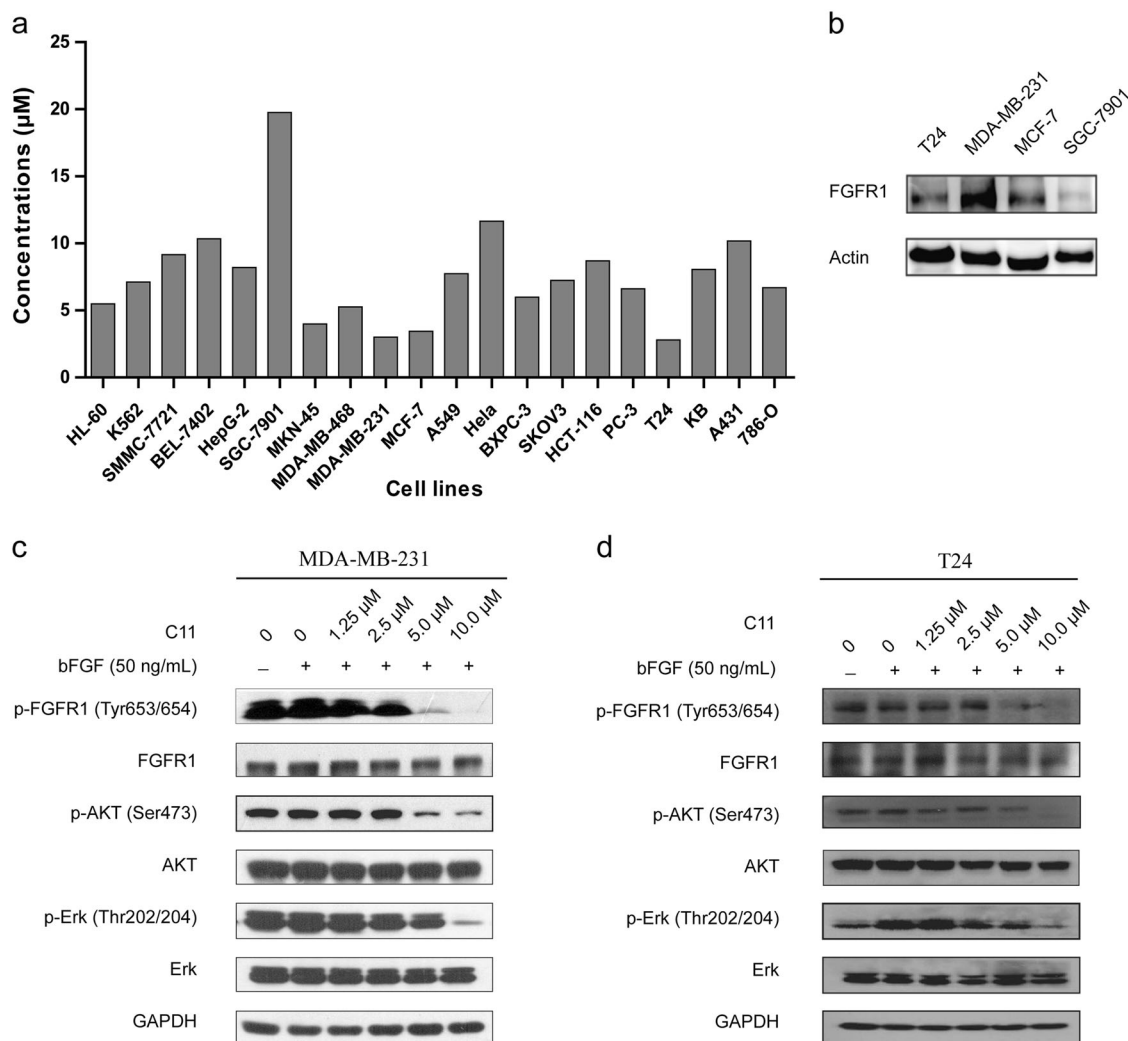 a
Concentrations (μM)
25
20
15
10
5
0
HL-60
K562
SMMC-7721
BEL-7402
HepG-2
SGC-7901
MKN-45
MDA-MB-468
MDA-MB-231
MCF-7
A549
Hela
BXPC-3
SKOV3
HCT-116
PC-3
T24
KB
A431
786-O
Cell lines
b
T24 MDA-MB-231 MCF-7 SGC-7901
FGFR1
Actin
c
MDA-MB-231
C11 0 0 1.25 μM 2.5 μM 5.0 μM 10.0 μM
bFGF (50 ng/mL) – + + + + +
p-FGFR1 (Tyr653/654)
FGFR1
p-AKT (Ser473)
AKT
p-Erk (Thr202/204)
Erk
GAPDH
d
T24
C11 0 0 1.25 μM 2.5 μM 5.0 μM 10.0 μM
bFGF (50 ng/mL) – + + + + +
p-FGFR1 (Tyr653/654)
FGFR1
p-AKT (Ser473)
AKT
p-Erk (Thr202/204)
Erk
GAPDH